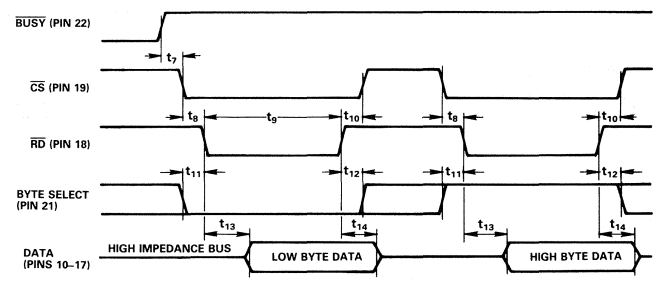 BUSY (PIN 22)
t7
CS (PIN 19)
t8 t9 t10 t8 t10
RD (PIN 18)
t11 t12 t11 t12
BYTE SELECT
(PIN 21)
t13 t14 t13 t14
HIGH IMPEDANCE BUS
DATA
(PINS 10–17)
LOW BYTE DATA
HIGH BYTE DATA